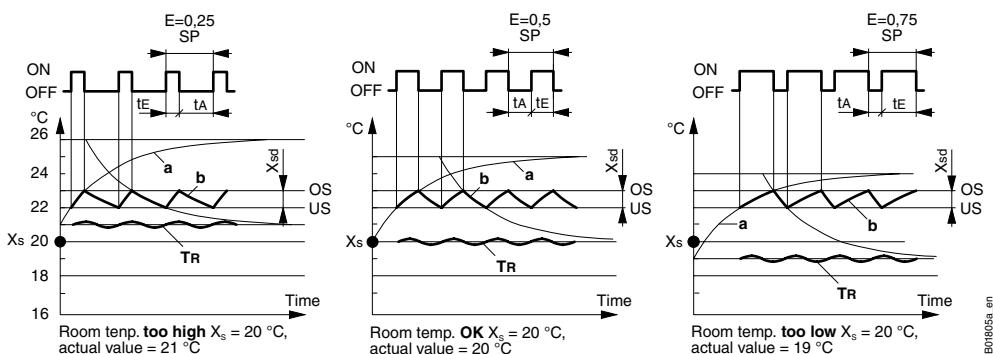 E=0,25
SP
ON
OFF
tE
tA
°C
26
24
22
Xs 20
18
16
a
b
Xsd
OS
US
TR
Time
Room tenp. too high Xs = 20 °C,
actual value = 21 °C
E=0,5
SP
ON
OFF
tA
tE
°C
Xs
a
b
Xsd
OS
US
TR
Time
Room temp. OK Xs = 20 °C,
actual value = 20 °C
E=0,75
SP
ON
OFF
tA
tE
°C
Xs
a
b
Xsd
OS
US
TR
Time
Room temp. too low Xs = 20 °C,
actual value = 19 °C
B01805a en